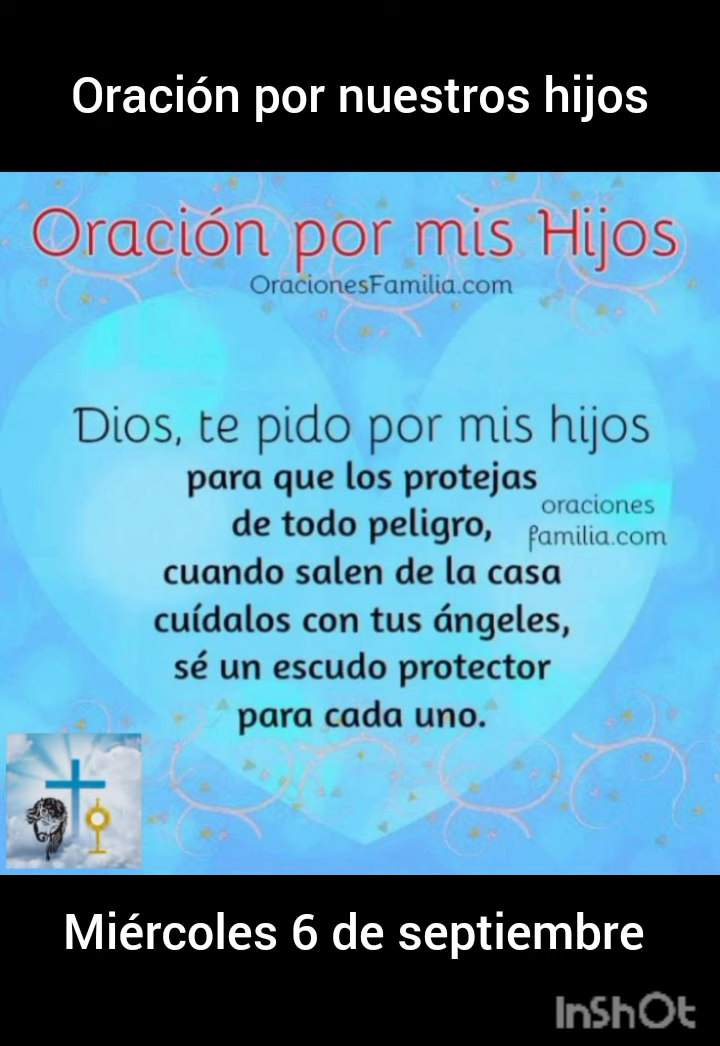 Oración por nuestros hijos
Oración por mis Hijos
OracionesFamilia.com
Dios, te pido por mis hijos
para que los protejas
de todo peligro,
oraciones
familia.com
cuando salen de la casa
cuídalos con tus ángeles,
sé un escudo protector
para cada uno.
Miércoles 6 de septiembre
InShOt